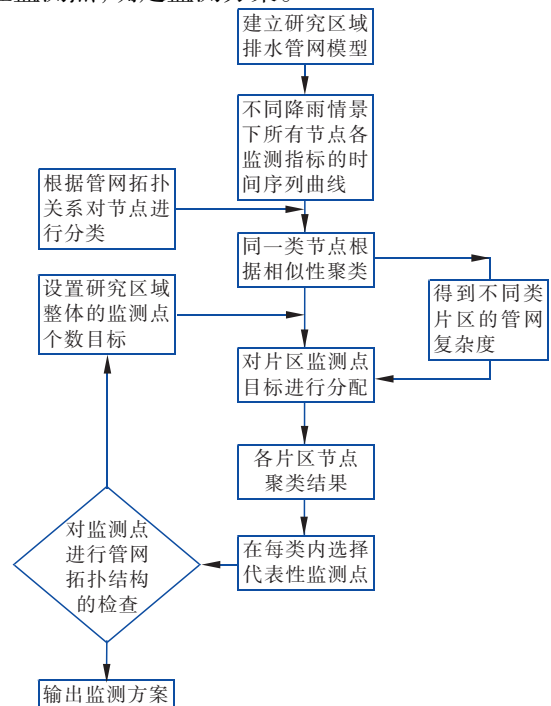 建立研究区域
排水管网模型
不同降雨情景
下所有节点各
监测指标的时
间序列曲线
根据管网拓扑
关系对节点进
行分类
同一类节点根
据相似性聚类
设置研究区域
整体的监测点
个数目标
得到不同类
片区的管网
复杂度
对片区监测点
目标进行分配
各片区节点
聚类结果
在每类内选择
代表性监测点
对监测点
进行管网
拓扑结构
的检查
输出监测方案